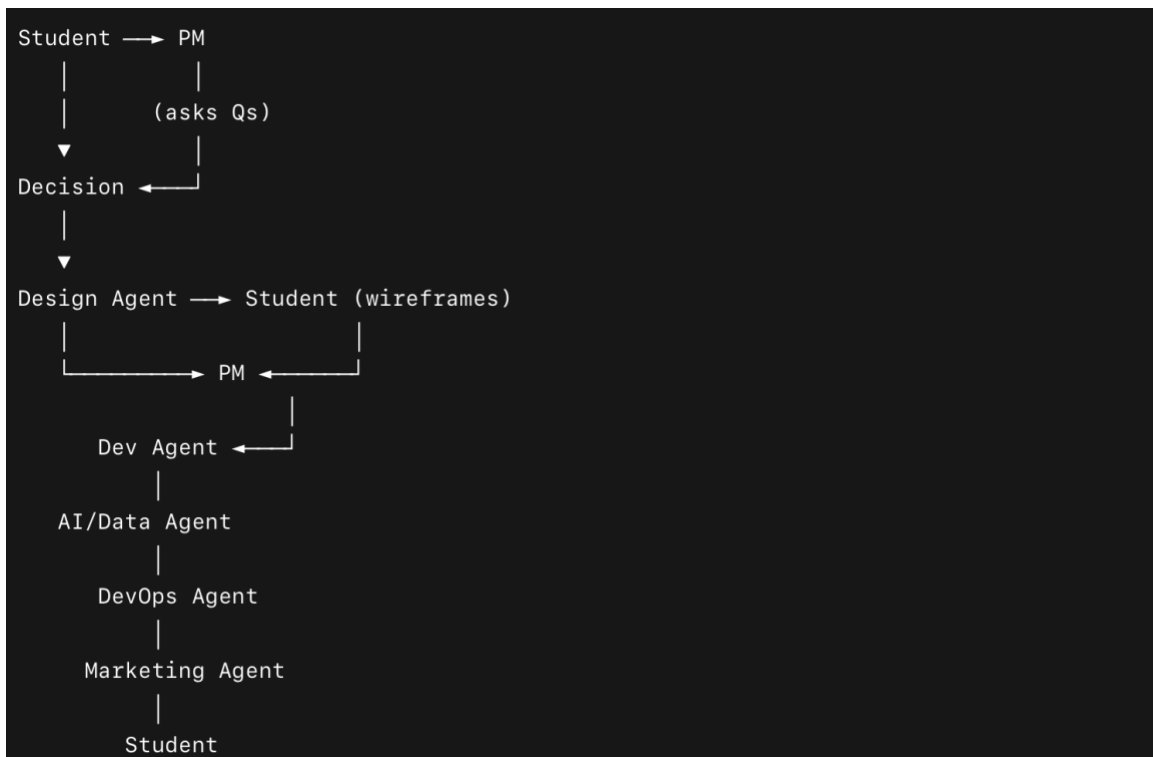 Student → PM
(asks Qs)
Decision
Design Agent → Student (wireframes)
PM
Dev Agent
AI/Data Agent
DevOps Agent
Marketing Agent
Student